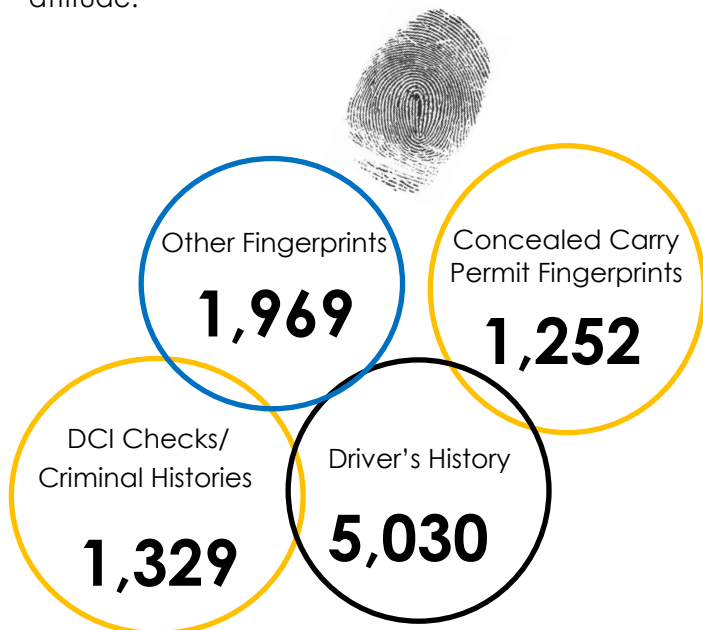 attitude.
Other Fingerprints
1,969
Concealed Carry
Permit Fingerprints
1,252
DCI Checks/
Criminal Histories
1,329
Driver’s History
5,030